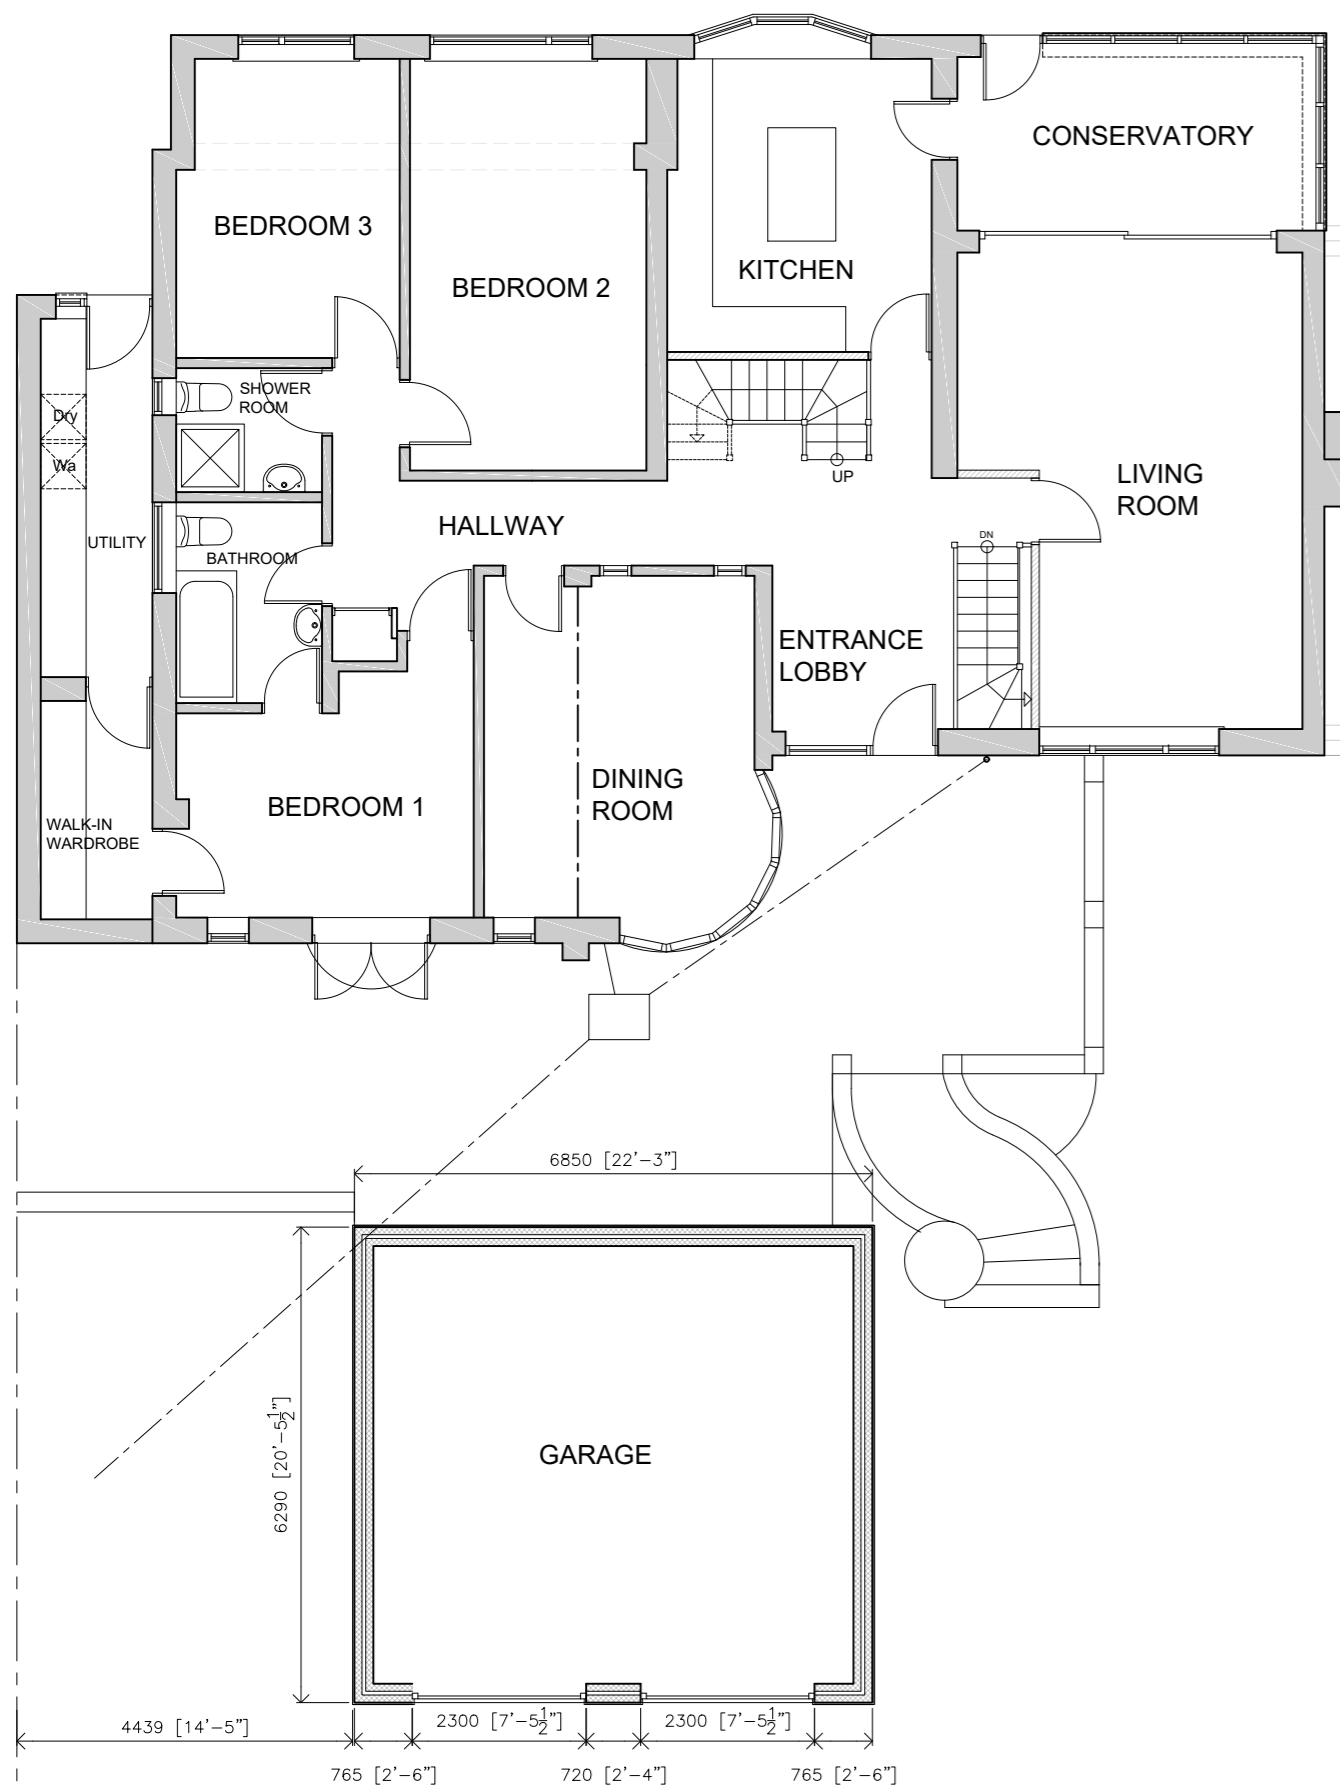 CONSERVATORY
BEDROOM 3
KITCHEN
BEDROOM 2
SHOWER
ROOM
Dry
Wa
UP
LIVING
ROOM
HALLWAY
UTILITY
BATHROOM
DN
ENTRANCE
LOBBY
DINING
ROOM
BEDROOM 1
WALK-IN
WARDROBE
6850 [22'-3"]
6290 [20'-5½"]
GARAGE
4439 [14'-5"]
2300 [7'-5½"]
2300 [7'-5½"]
765 [2'-6"]
720 [2'-4"]
765 [2'-6"]